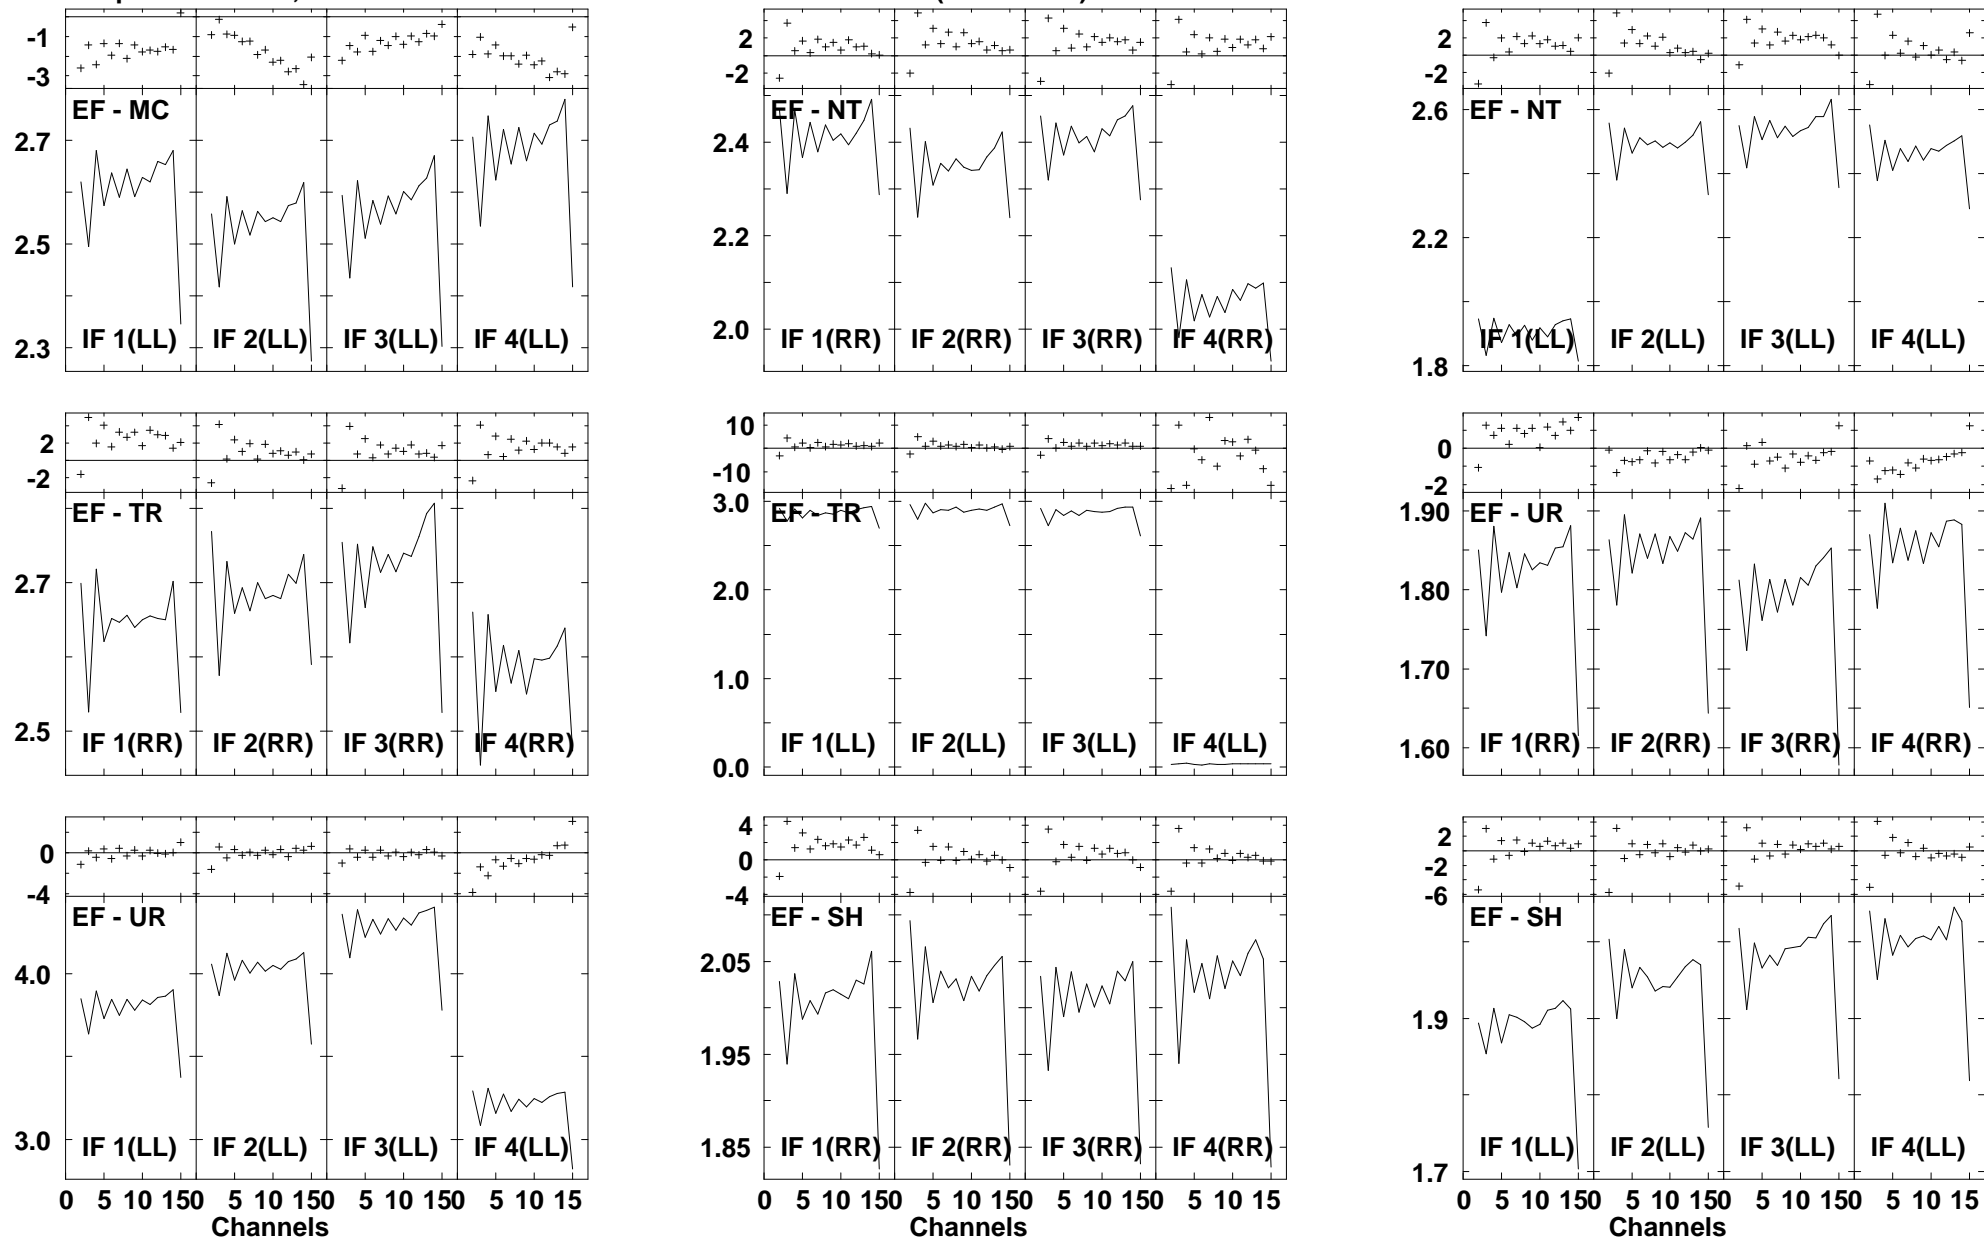 -1
-3
EF - MC
2.7
2.5
2.3
IF 1(LL) IF 2(LL) IF 3(LL) IF 4(LL)
2
-2
EF - NT
2.4
2.2
2.0
IF 1(RR) IF 2(RR) IF 3(RR) IF 4(RR)
2
-2
EF - NT
2.6
2.2
1.8
IF 1(LL) IF 2(LL) IF 3(LL) IF 4(LL)
2
-2
EF - TR
2.7
2.5
IF 1(RR) IF 2(RR) IF 3(RR) IF 4(RR)
10
-10
EF - TR
3.0
2.0
1.0
0.0
IF 1(LL) IF 2(LL) IF 3(LL) IF 4(LL)
0
-2
EF - UR
1.90
1.80
1.70
1.60
IF 1(RR) IF 2(RR) IF 3(RR) IF 4(RR)
0
-4
EF - UR
4.0
3.0
IF 1(LL) IF 2(LL) IF 3(LL) IF 4(LL)
0 5 10 150 5 10 150 5 10 150 5 10 15
Channels
4
0
-4
EF - SH
2.05
1.95
1.85
IF 1(RR) IF 2(RR) IF 3(RR) IF 4(RR)
0 5 10 150 5 10 150 5 10 150 5 10 15
Channels
2
-2
-6
EF - SH
1.9
1.7
IF 1(LL) IF 2(LL) IF 3(LL) IF 4(LL)
0 5 10 150 5 10 150 5 10 150 5 10 15
Channels